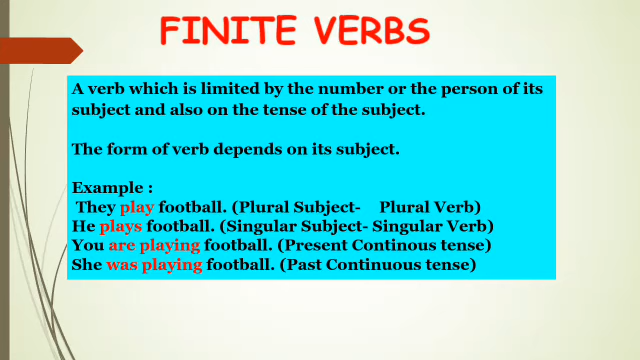 FINITE VERBS
A verb which is limited by the number or the person of its
subject and also on the tense of the subject.
The form of verb depends on its subject.
Example :
They play football. (Plural Subject- Plural Verb)
He plays football. (Singular Subject- Singular Verb)
You are playing football. (Present Continous tense)
She was playing football. (Past Continuous tense)